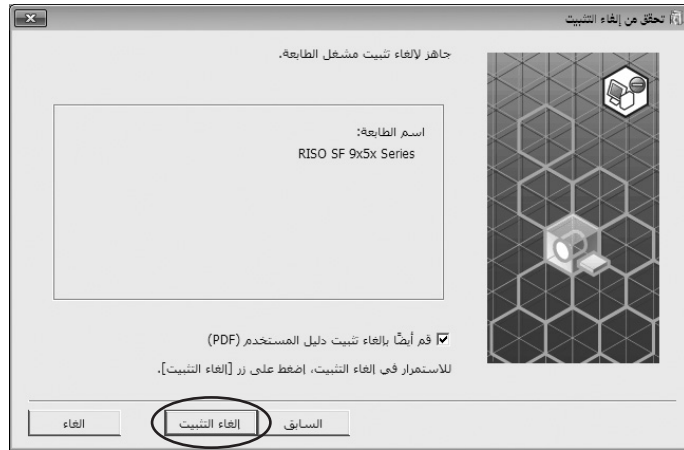 تحقق من إلغاء التثبيت
جاهز لإلغاء تثبيت مشغل الطابعة.
اسم الطابعة:
RISO SF 9x5x Series
قم أيضًا بإلغاء تثبيت دليل المستخدم (PDF)
للاستمرار في إلغاء التثبيت، اضغط على زر [إلغاء التثبيت].
السابق
إلغاء التثبيت
الغاء